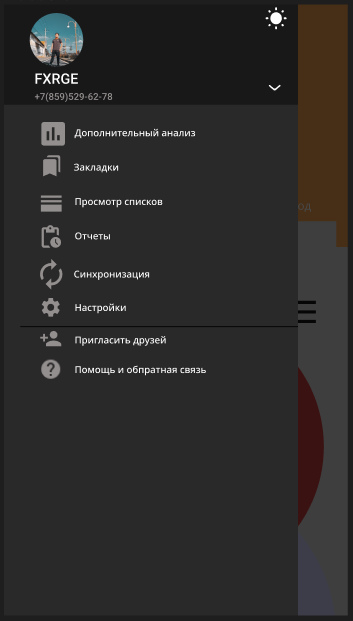 FXRGE
+7(859)529-62-78
Дополнительный анализ
Закладки
Просмотр списков
од
Отчеты
Синхронизация
Настройки
Пригласить друзей
Помощь и обпратная связь